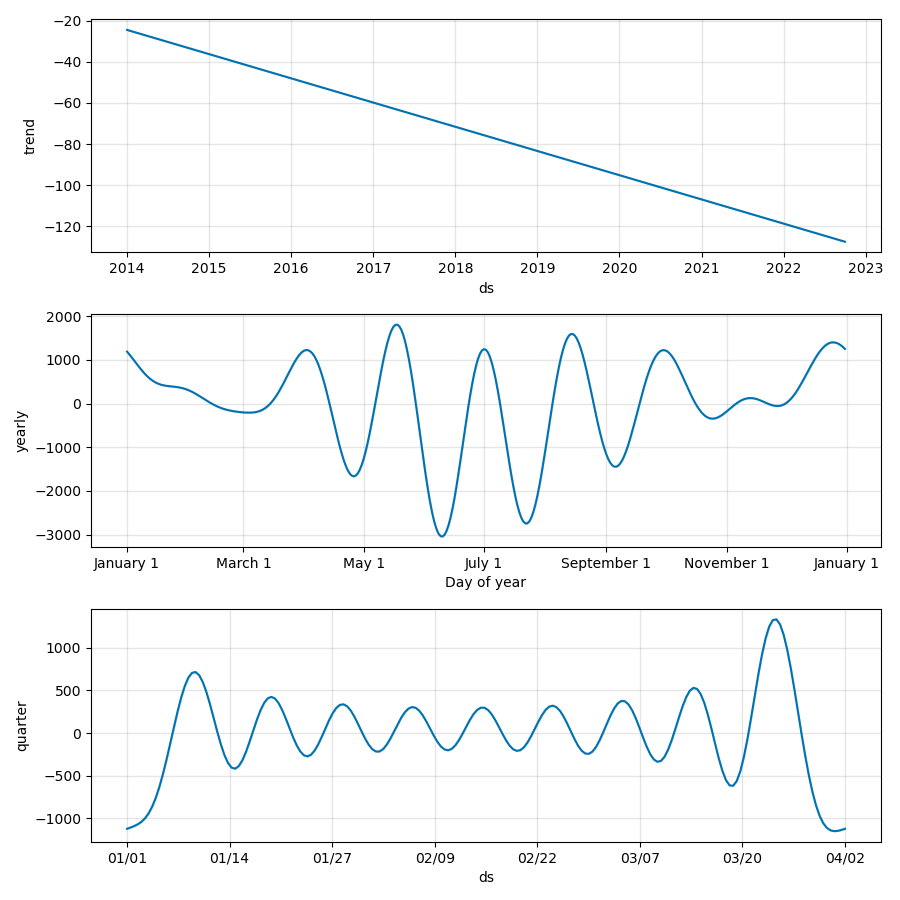 −20
−40
−60
−80
−100
−120
trend
2014 2015 2016 2017 2018 2019 2020 2021 2022 2023
ds
2000
1000
0
−1000
−2000
−3000
yearly
January 1 March 1 May 1 July 1 September 1 November 1 January 1
Day of year
1000
500
0
−500
−1000
quarter
01/01 01/14 01/27 02/09 02/22 03/07 03/20 04/02
ds